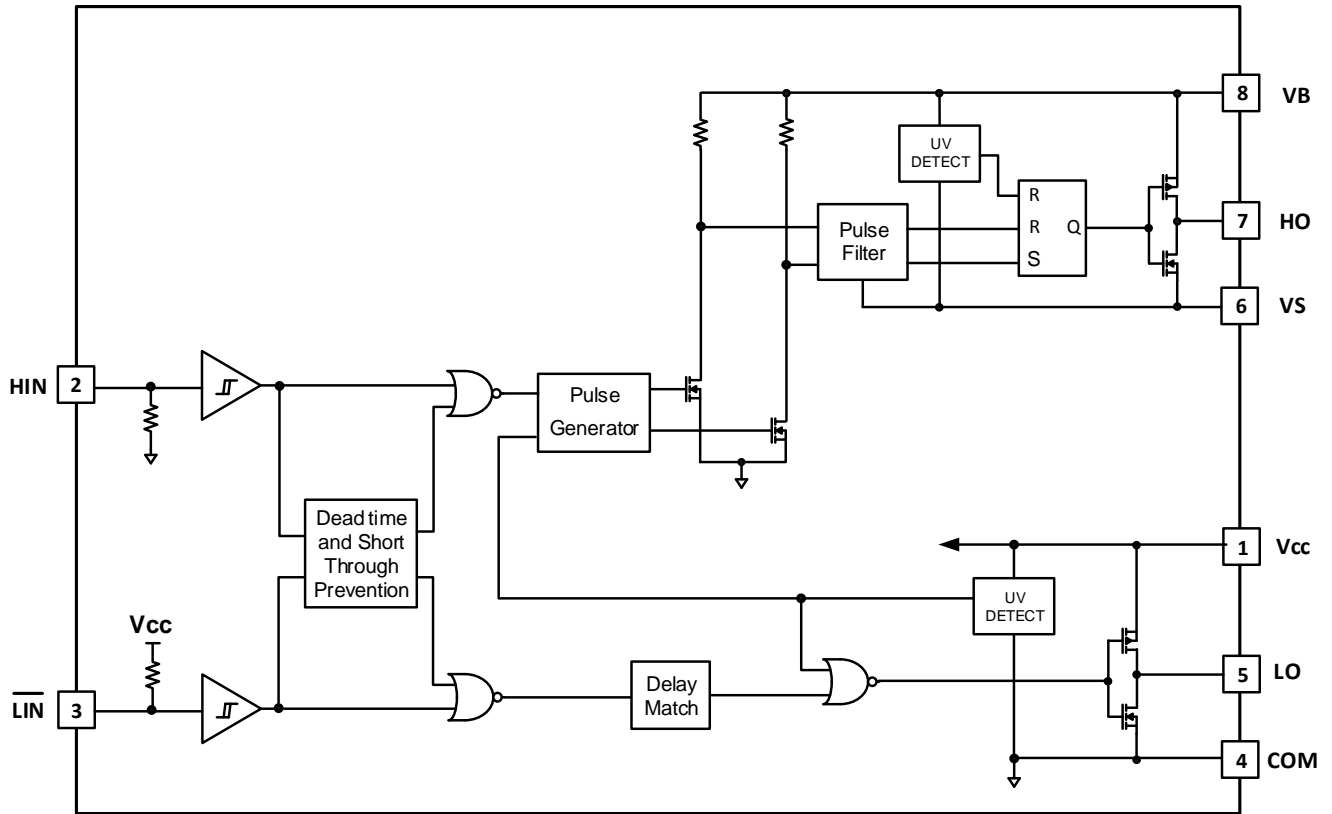 8 VB
UV
DETECT
R
R Q
S
7 HO
Pulse
Filter
6 VS
HIN 2
Pulse
Generator
Dead time
and Short
Through
Prevention
1 Vcc
UV
DETECT
Vcc
LIN 3
Delay
Match
5 LO
4 COM